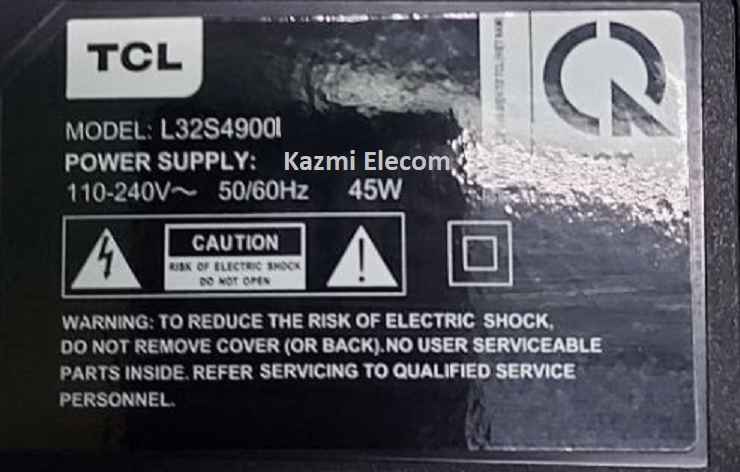 TCL
MODEL: L32S4900I
POWER SUPPLY: Kazmi Elecom
110-240V～ 50/60Hz 45W
CAUTION
RISK OF ELECTRIC SHOCK
DO NOT OPEN
WARNING: TO REDUCE THE RISK OF ELECTRIC SHOCK,
DO NOT REMOVE COVER (OR BACK).NO USER SERVICEABLE
PARTS INSIDE. REFER SERVICING TO QUALIFIED SERVICE
PERSONNEL.